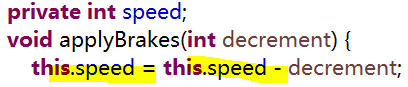 private int speed;
void applyBrakes(int decrement) {
this.speed = this.speed - decrement;